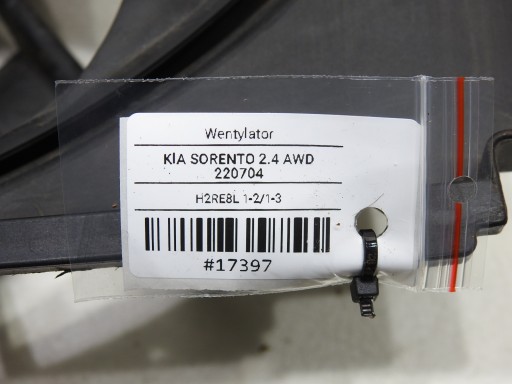 Wentylator
KIA SORENTO 2.4 AWD
220704
H2RE8L 1-2/1-3
#17397